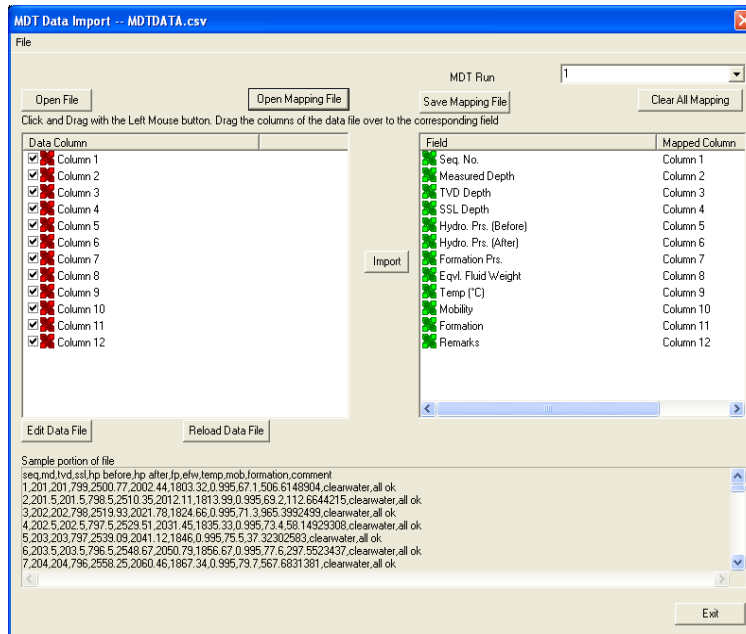 MDT Data Import -- MDTDATA.csv
File
MDT Run 1
Open File Open Mapping File Save Mapping File Clear All Mapping
Click and Drag with the Left Mouse button. Drag the columns of the data file over to the corresponding field
Data Column
Column 1
Column 2
Column 3
Column 4
Column 5
Column 6
Column 7
Column 8
Column 9
Column 10
Column 11
Column 12
Import
Field Mapped Column
Seq. No. Column 1
Measured Depth Column 2
TVD Depth Column 3
SSL Depth Column 4
Hydro. Prs. (Before) Column 5
Hydro. Prs. (After) Column 6
Formation Prs. Column 7
Eqvl. Fluid Weight Column 8
Temp (°C) Column 9
Mobility Column 10
Formation Column 11
Remarks Column 12
Edit Data File Reload Data File
Sample portion of file
seq,md,tvd,ssl,hp before,hp after,fp,efw,temp,mob,formation,comment
1,201,201,799,2500.77,2002.44,1803.32,0.995,67.1,506.6148904,clearwater,all ok
2,201.5,201.5,798.5,2510.35,2012.11,1813.99,0.995,69.2,112.6644215,clearwater,all ok
3,202,202,798,2519.93,2021.78,1824.66,0.995,71.3,965.3992499,clearwater,all ok
4,202.5,202.5,797.5,2529.51,2031.45,1835.33,0.995,73.4,58.14929308,clearwater,all ok
5,203,203,797,2539.09,2041.12,1846,0.995,75.5,37.32302583,clearwater,all ok
6,203.5,203.5,796.5,2548.67,2050.79,1856.67,0.995,77.6,297.5523437,clearwater,all ok
7,204,204,796,2558.25,2060.46,1867.34,0.995,79.7,567.6831381,clearwater,all ok
Exit